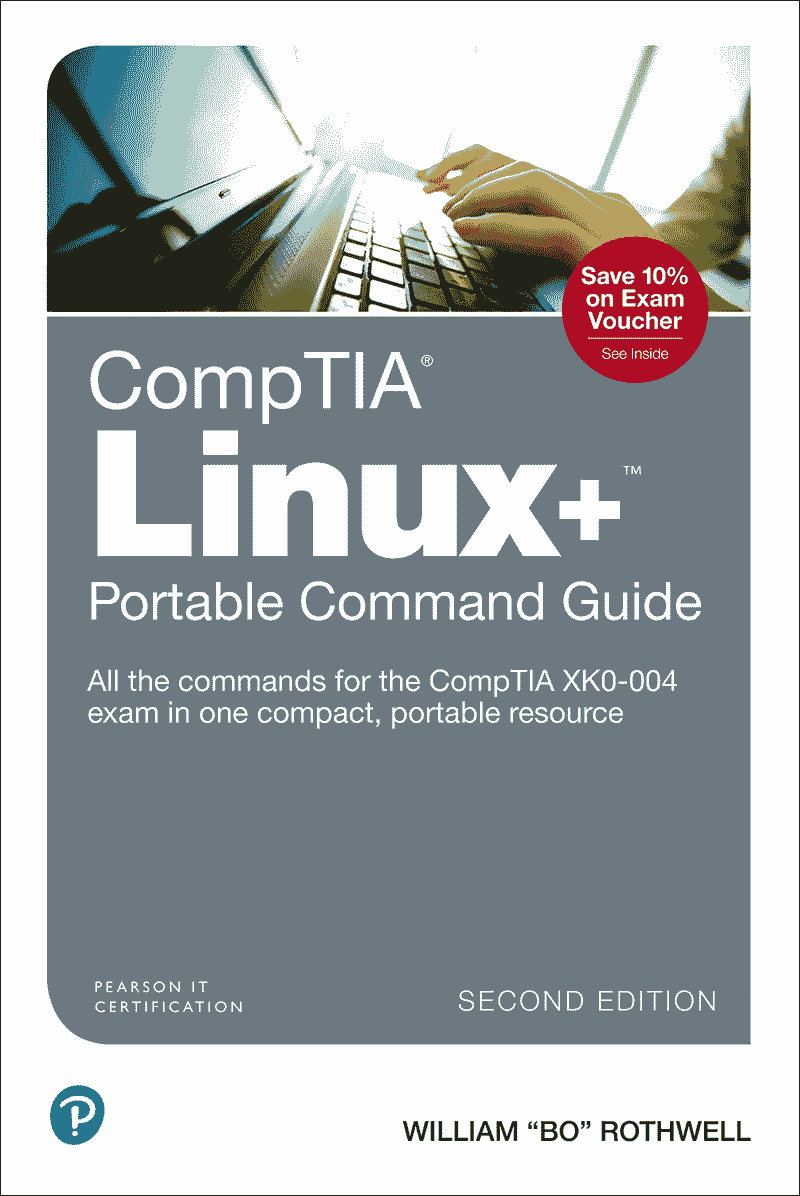 Save 10%
on Exam
Voucher
See Inside
CompTIA®
Linux+™
Portable Command Guide
All the commands for the CompTIA XK0-004
exam in one compact, portable resource
PEARSON IT
CERTIFICATION
SECOND EDITION
P
WILLIAM “BO” ROTHWELL